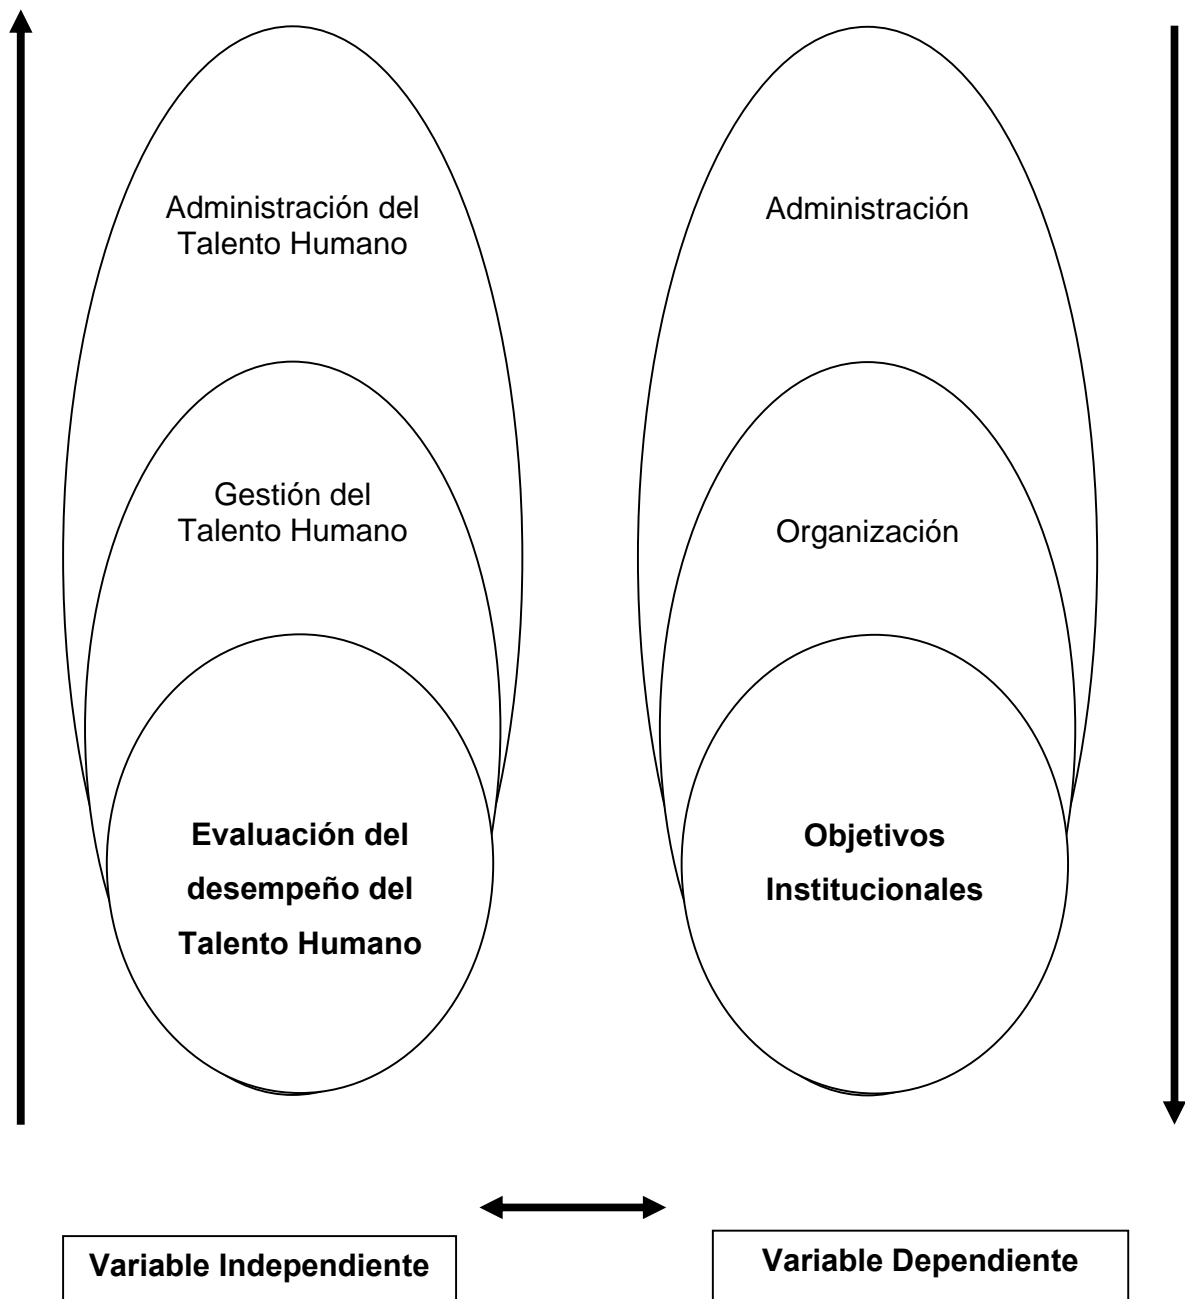 Administración del
Talento Humano
Gestión del
Talento Humano
Evaluación del
desempeño del
Talento Humano
Variable Independiente
Administración
Organización
Objetivos
Institucionales
Variable Dependiente